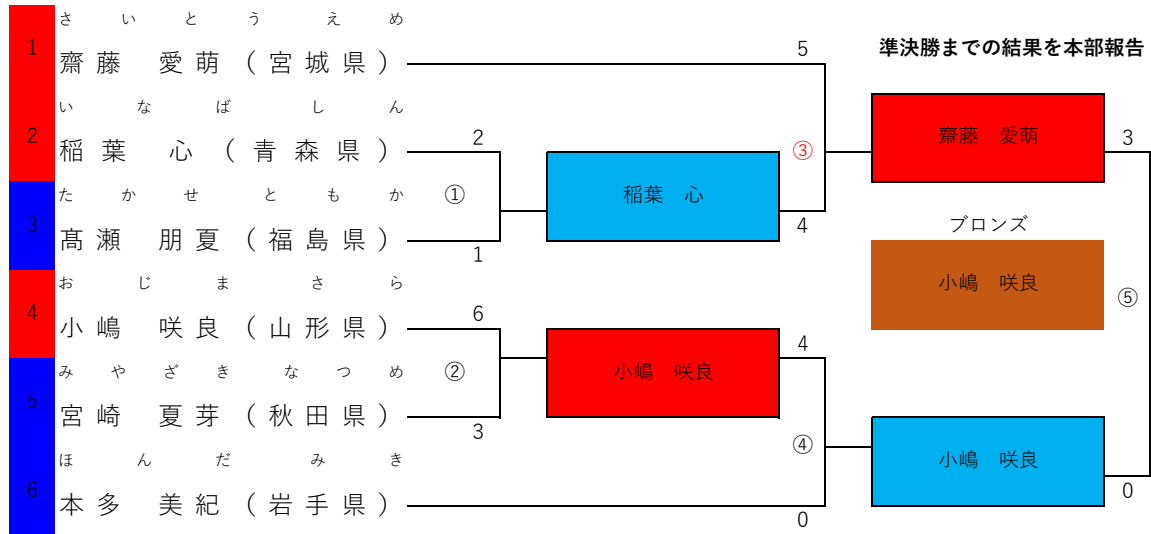 さいとうえめ
1 齋藤 愛萌(宮城県) 5
準決勝までの結果を本部報告
いなばしん
2 稲葉 心(青森県) 2
③
齋藤 愛萌 3
たかせともか
①
稲葉 心
3 髙瀬 朋夏(福島県) 1
4
ブロンズ
おじまさら
小嶋 咲良
⑤
4 小嶋 咲良(山形県) 6
4
みやざきなつめ
②
小嶋 咲良
5 宮崎 夏芽(秋田県) 3
④
ほんだみき
小嶋 咲良 0
6 本多 美紀(岩手県) 0